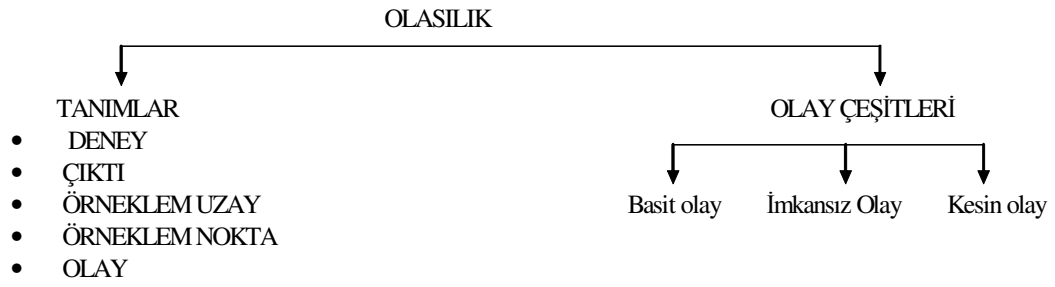 OLASILIK
TANIMLAR
OLAY ÇEŞİTLERİ
• DENEY
• ÇIKTI
• ÖRNEKLEM UZAY
• ÖRNEKLEM NOKTA
• OLAY
Basit olay İmkansız Olay Kesin olay